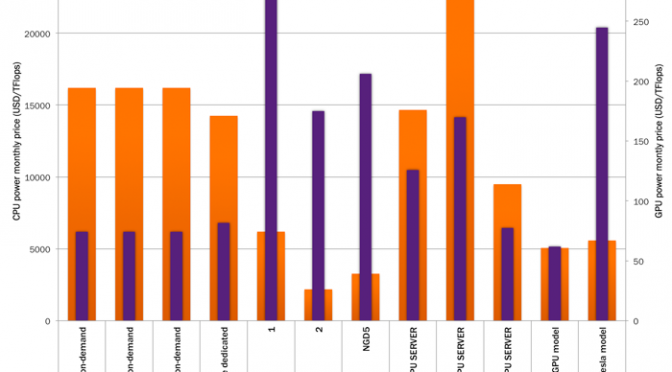 20000
15000
10000
5000
0
CPU power monthly price (USD/TFlops)
250
200
150
100
50
0
GPU power montly price (USD/TFlops)
on-demand
on-demand
on-demand
dedicated
1
2
NGD5
PU SERVER
PU SERVER
PU SERVER
GPU model
esla model